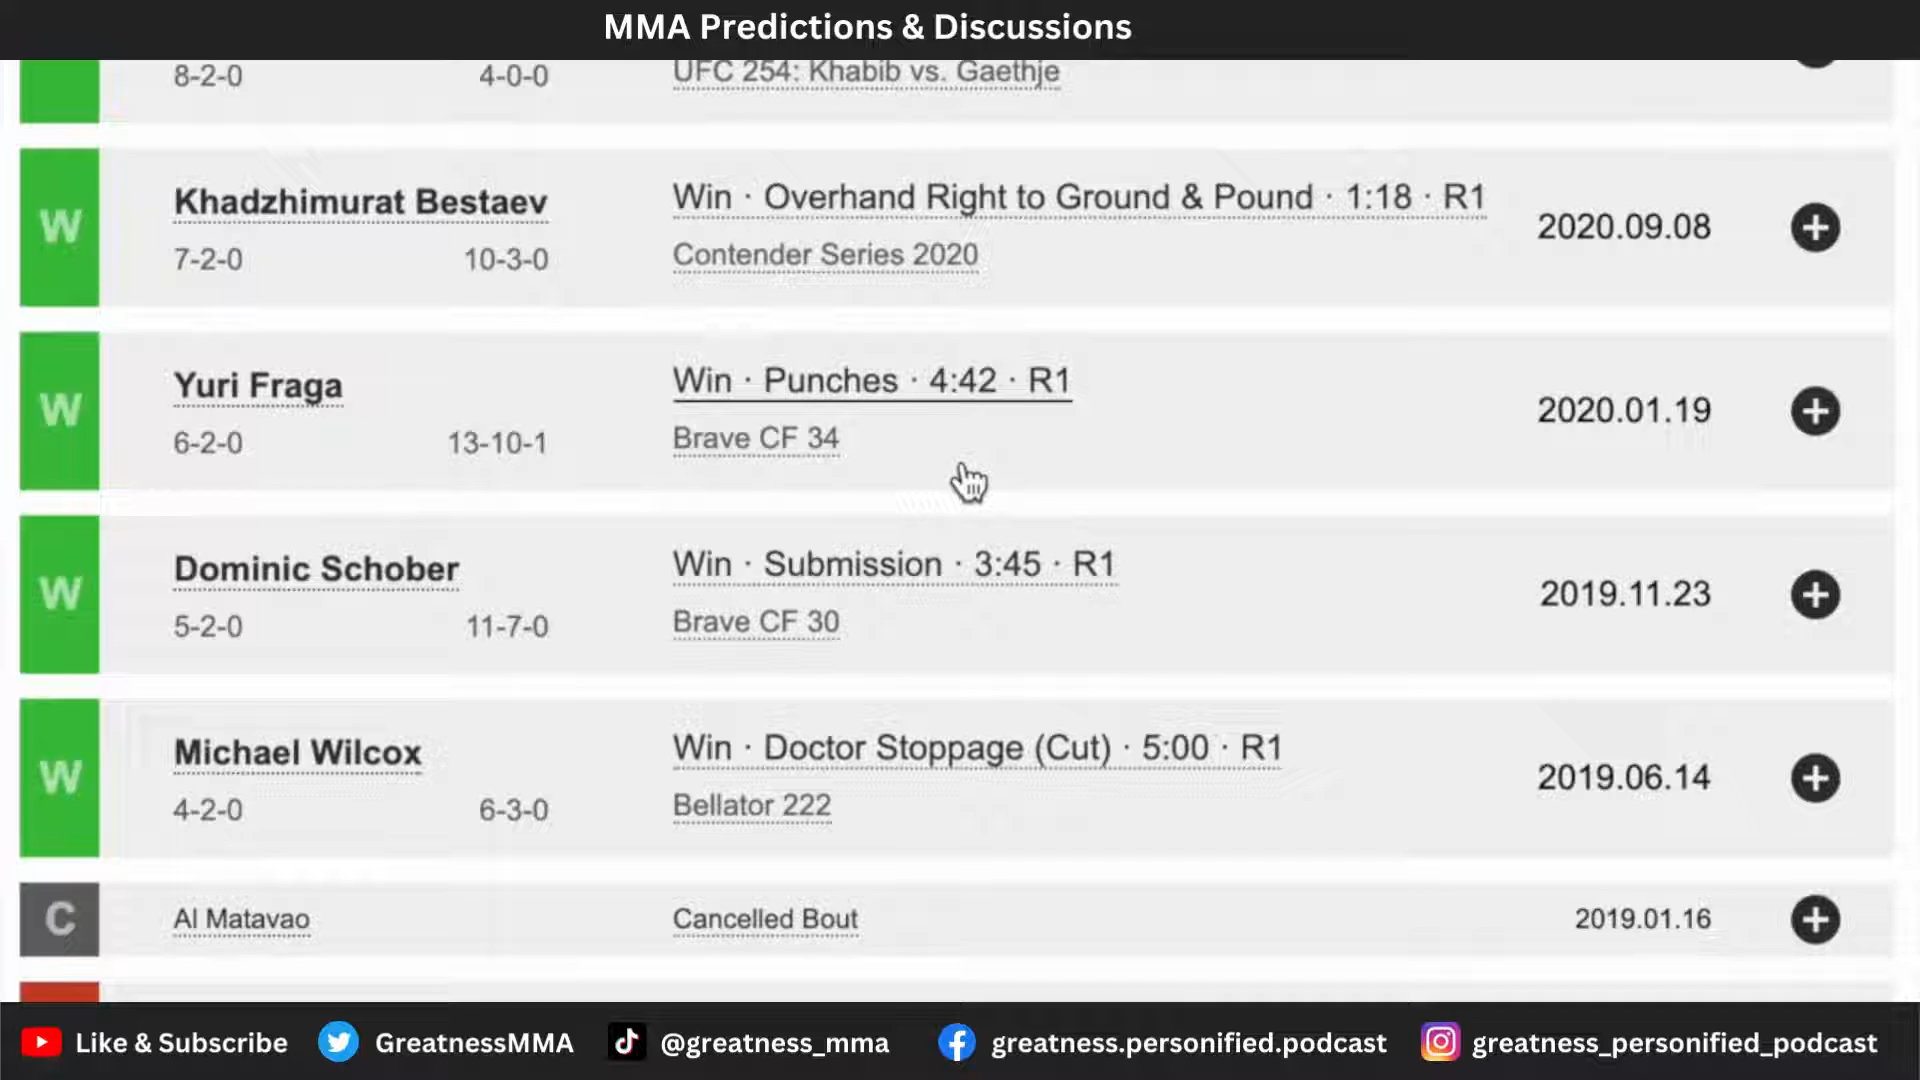 MMA Predictions & Discussions
8-2-0 4-0-0 UFC 254: Khabib vs. Gaethje
W Khadzhimurat Bestaev Win · Overhand Right to Ground & Pound · 1:18 · R1 2020.09.08
7-2-0 10-3-0 Contender Series 2020
W Yuri Fraga Win · Punches · 4:42 · R1 2020.01.19
6-2-0 13-10-1 Brave CF 34
W Dominic Schober Win · Submission · 3:45 · R1 2019.11.23
5-2-0 11-7-0 Brave CF 30
W Michael Wilcox Win · Doctor Stoppage (Cut) · 5:00 · R1 2019.06.14
4-2-0 6-3-0 Bellator 222
C Al Matavao Cancelled Bout 2019.01.16
Like & Subscribe GreatnessMMA @greatness_mma greatness.personified.podcast greatness_personified_podcast